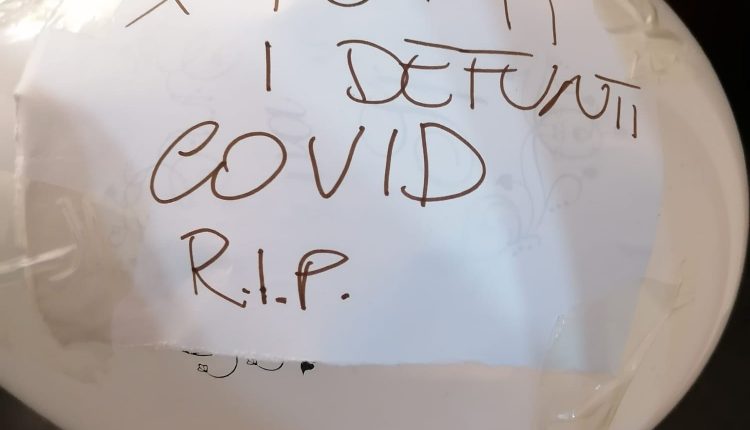 I DEFUNTI
COVID
R.I.P.